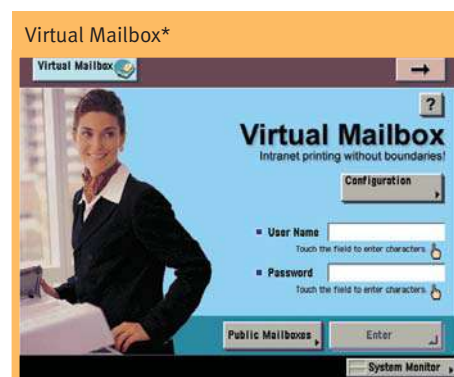 Virtual Mailbox*
Virtual Mailbox
?
Virtual Mailbox
Intranet printing without boundaries!
Configuration
User Name
Touch the field to enter characters.
Password
Touch the field to enter characters.
Public Mailboxes
Enter
System Monitor